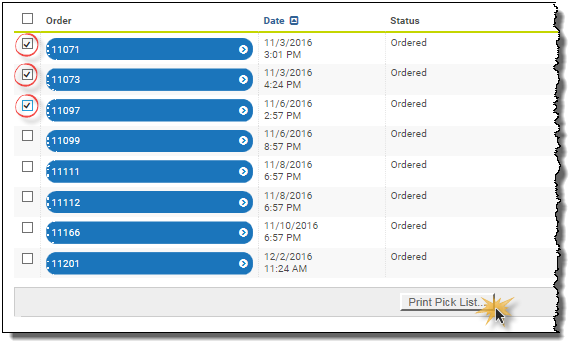 Order Date Status
11071 11/3/2016 3:01 PM Ordered
11073 11/3/2016 4:24 PM Ordered
11097 11/6/2016 2:57 PM Ordered
11099 11/6/2016 8:57 PM Ordered
11111 11/8/2016 6:57 PM Ordered
11112 11/8/2016 6:57 PM Ordered
11166 11/10/2016 6:57 PM Ordered
11201 12/2/2016 11:24 AM Ordered
Print Pick List...